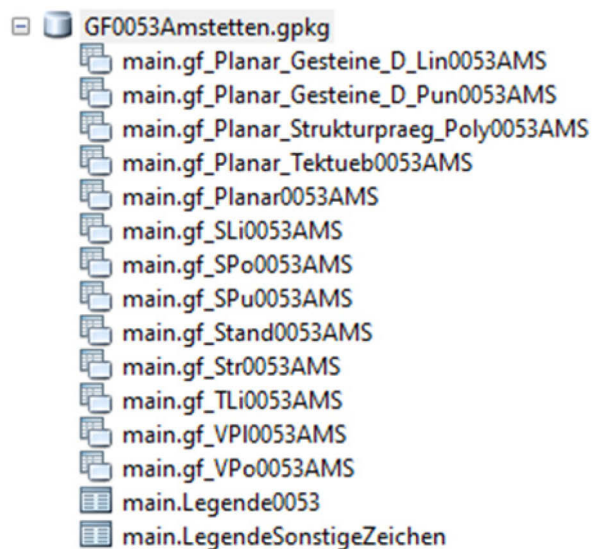 GF0053Amstetten.gpkg
main.gf_Planar_Gesteine_D_Lin0053AMS
main.gf_Planar_Gesteine_D_Pun0053AMS
main.gf_Planar_Strukturpraeg_Poly0053AMS
main.gf_Planar_Tektueb0053AMS
main.gf_Planar0053AMS
main.gf_SLi0053AMS
main.gf_SPo0053AMS
main.gf_SPu0053AMS
main.gf_Stand0053AMS
main.gf_Str0053AMS
main.gf_TLi0053AMS
main.gf_VPl0053AMS
main.gf_VPo0053AMS
main.Legende0053
main.LegendeSonstigeZeichen